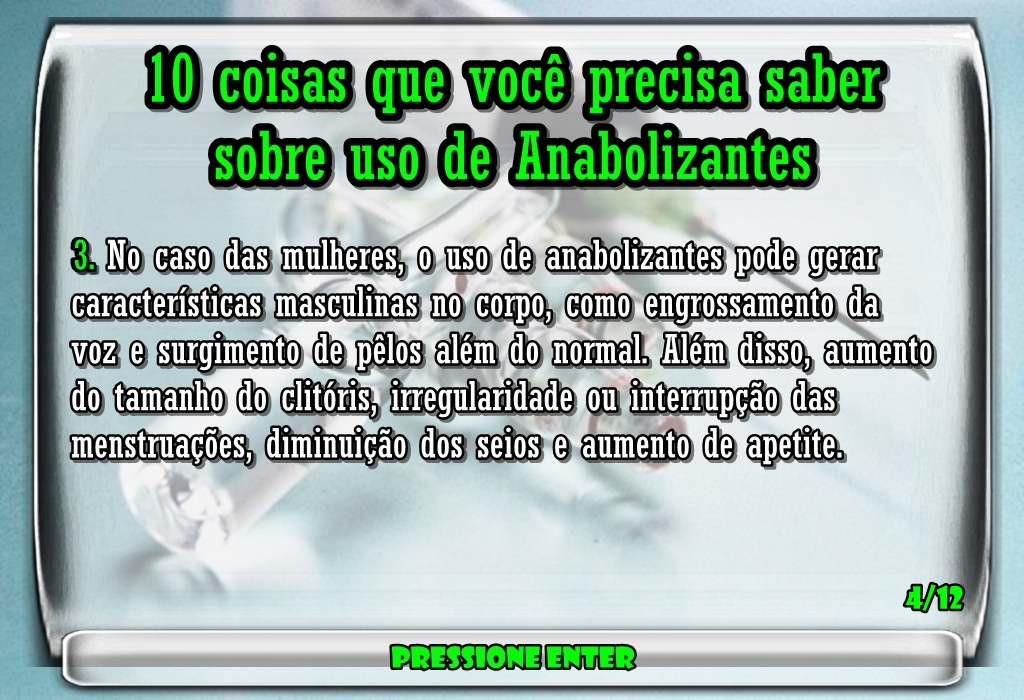 10 coisas que você precisa saber
sobre uso de Anabolizantes
3. No caso das mulheres, o uso de anabolizantes pode gerar
características masculinas no corpo, como engrossamento da
voz e surgimento de pêlos além do normal. Além disso, aumento
do tamanho do clitóris, irregularidade ou interrupção das
menstruações, diminuição dos seios e aumento de apetite.
4/12
PRESSIONE ENTER